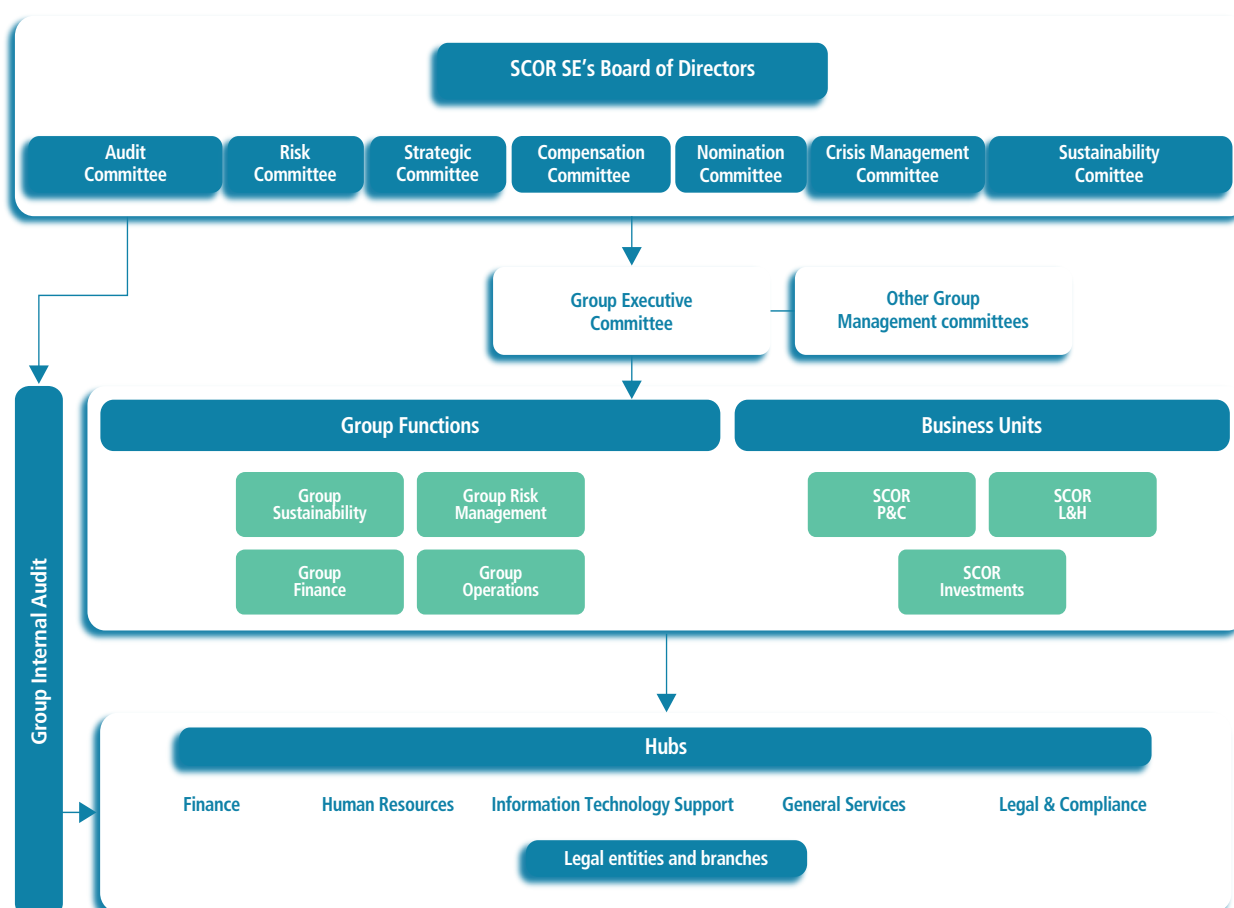 SCOR SE's Board of Directors
Audit
Committee
Risk
Committee
Strategic
Committee
Compensation
Committee
Nomination
Committee
Crisis Management
Committee
Sustainability
Comittee
Group Executive
Committee
Other Group
Management committees
Group Internal Audit
Group Functions
Business Units
Group
Sustainability
Group Risk
Management
SCOR
P&C
SCOR
L&H
Group
Finance
Group
Operations
SCOR
Investments
Hubs
Finance
Human Resources
Information Technology Support
General Services
Legal & Compliance
Legal entities and branches